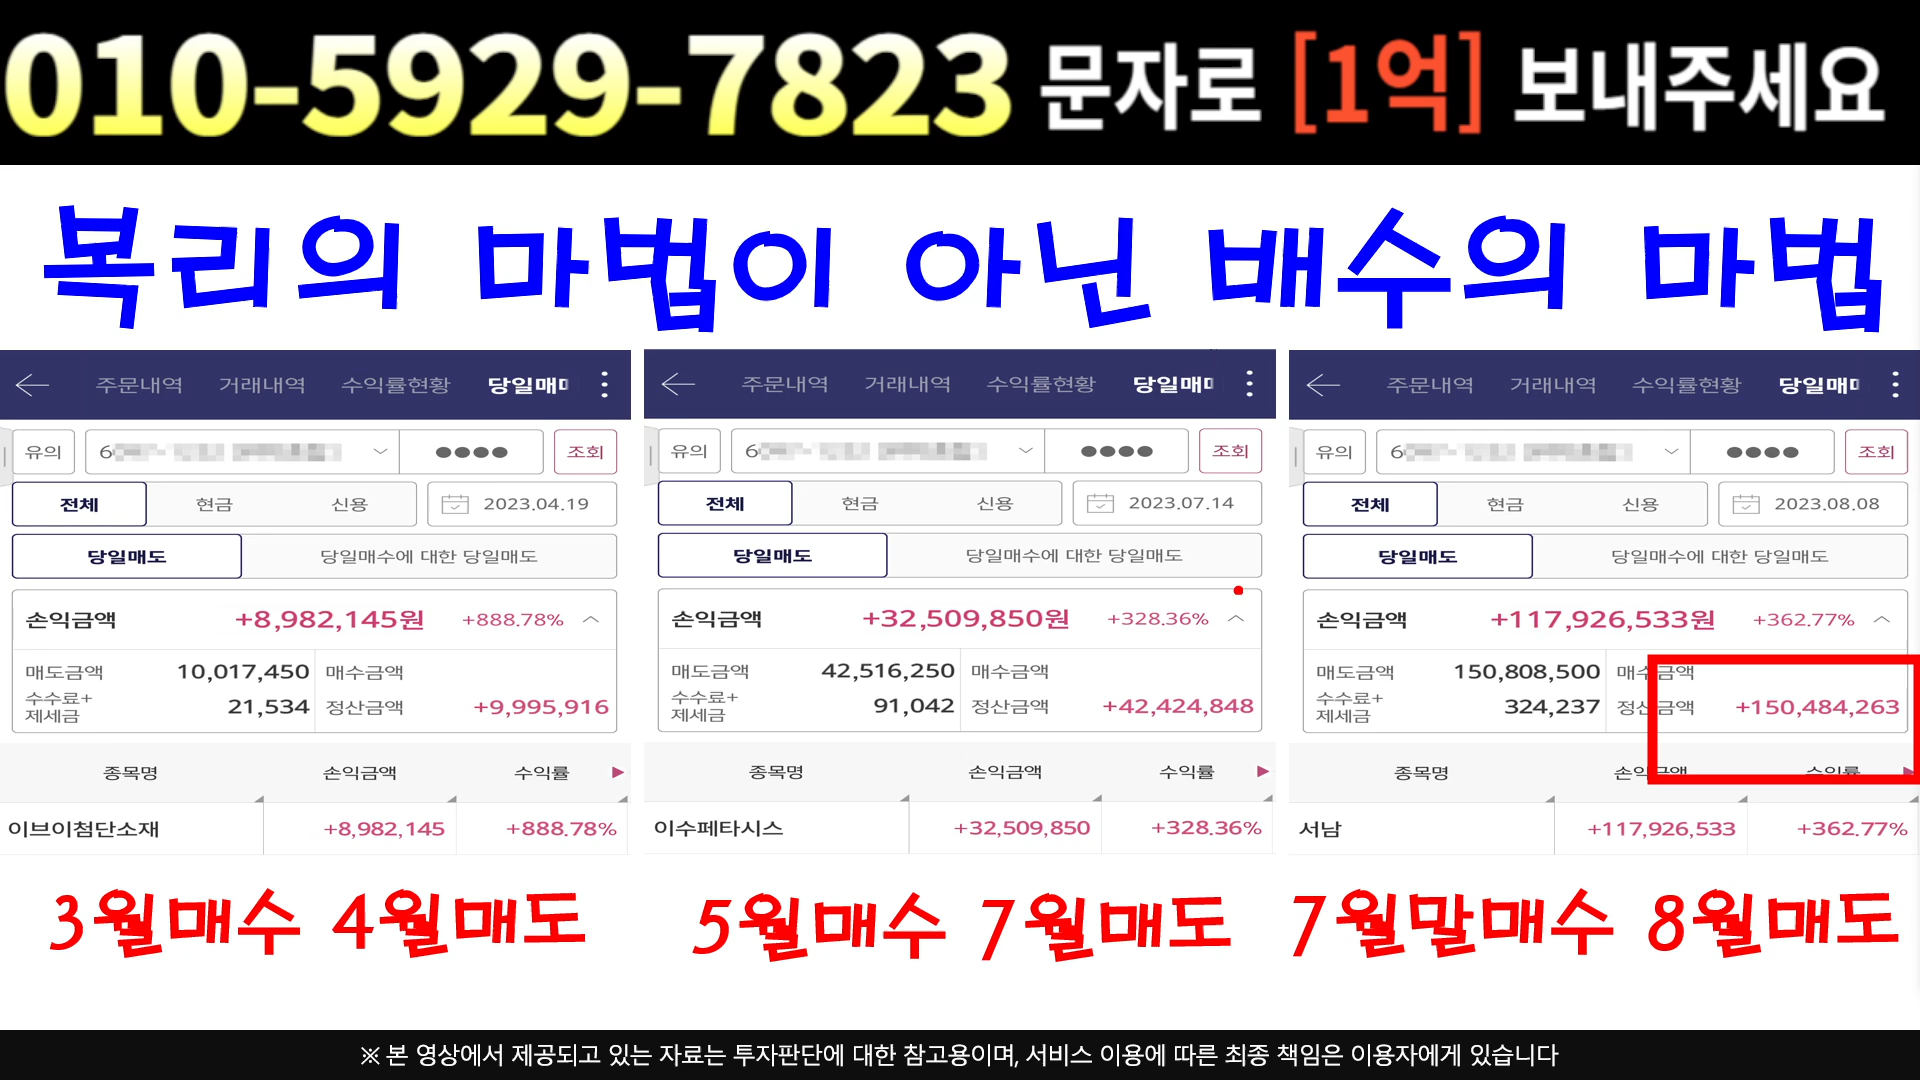 010-5929-7823 문자로 [1억] 보내주세요
복리의 마법이 아닌 배수의 마법
주문내역 거래내역 수익률현황 당일매
유의 6 조회
전체 현금 신용 2023.04.19
당일매도 당일매수에 대한 당일매도
손익금액 +8,982,145원 +888.78%
매도금액 10,017,450 매수금액
수수료+
제세금 21,534 정산금액 +9,995,916
종목명 손익금액 수익률
이브이첨단소재 +8,982,145 +888.78%
3월매수 4월매도
주문내역 거래내역 수익률현황 당일매
유의 6 조회
전체 현금 신용 2023.07.14
당일매도 당일매수에 대한 당일매도
손익금액 +32,509,850원 +328.36%
매도금액 42,516,250 매수금액
수수료+
제세금 91,042 정산금액 +42,424,848
종목명 손익금액 수익률
이수페타시스 +32,509,850 +328.36%
5월매수 7월매도
주문내역 거래내역 수익률현황 당일매
유의 6 조회
전체 현금 신용 2023.08.08
당일매도 당일매수에 대한 당일매도
손익금액 +117,926,533원 +362.77%
매도금액 150,808,500 매수금액
수수료+
제세금 324,237 정산금액 +150,484,263
종목명 손익금액 수익률
서남 +117,926,533 +362.77%
7월말매수 8월매도
※ 본 영상에서 제공되고 있는 자료는 투자판단에 대한 참고용이며, 서비스 이용에 따른 최종 책임은 이용자에게 있습니다